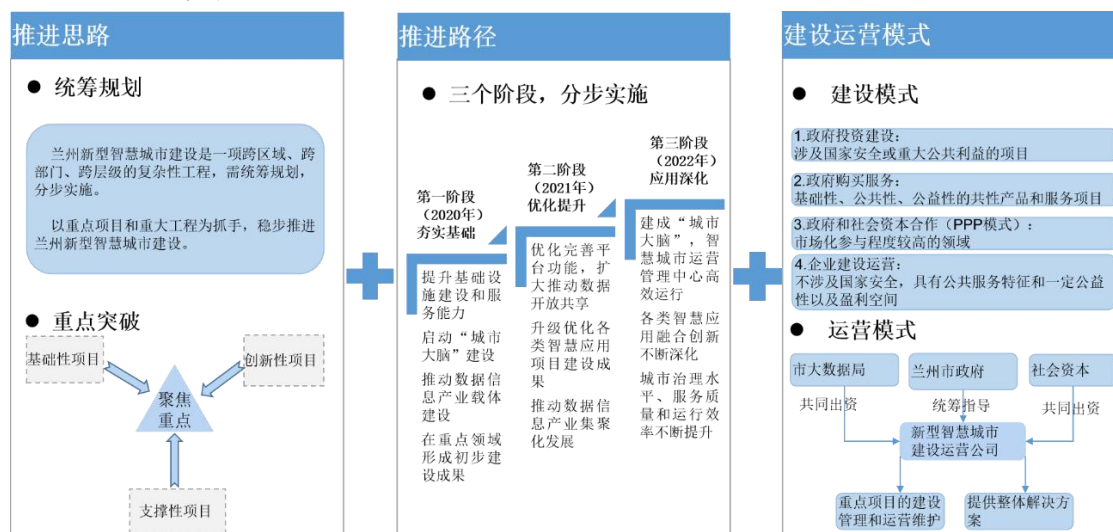 推进思路
● 统筹规划
兰州新型智慧城市建设是一项跨区域、跨
部门、跨层级的复杂性工程，需统筹规划，
分步实施。
以重点项目和重大工程为抓手，稳步推进
兰州新型智慧城市建设。
● 重点突破
基础性项目
创新性项目
聚焦
重点
支撑性项目
推进路径
● 三个阶段，分步实施
第一阶段
（2020年）
夯实基础
提升基础设
施建设和服
务能力
启动“城市
大脑”建设
推动数据信
息产业载体
建设
在重点领域
形成初步建
设成果
第二阶段
（2021年）
优化提升
优化完善平
台功能，扩
大推动数据
开放共享
升级优化各
类智慧应用
项目建设成
果
推动数据信
息产业集聚
化发展
第三阶段
（2022年）
应用深化
建成“城市
大脑”，智
慧城市运营
管理中心高
效运行
各类智慧应
用融合创新
不断深化
城市治理水
平、服务质
量和运行效
率不断提升
建设运营模式
● 建设模式
1.政府投资建设：
涉及国家安全或重大公共利益的项目
2.政府购买服务：
基础性、公共性、公益性的共性产品和服务项目
3.政府和社会资本合作（PPP模式）：
市场化参与程度较高的领域
4.企业建设运营：
不涉及国家安全，具有公共服务特征和一定公益
性以及盈利空间
● 运营模式
市大数据局
兰州市政府
社会资本
共同出资
统筹指导
共同出资
新型智慧城市
建设运营公司
重点项目的建设
管理和运营维护
提供整体解决方
案